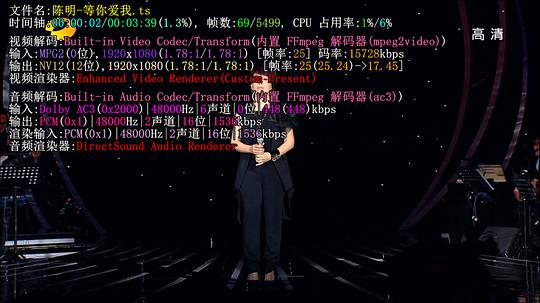 文件名:陈明-等你爱我.ts
时间轴:00:00:02/00:03:39(1.3%), 帧数:69/5499, CPU 占用率:1%/6%
高清
视频解码:Built-in Video Codec/Transform(内置 FFmpeg 解码器(mpeg2video))
输入:MPG2(0位),1920x1080(1.78:1/1.78:1) [帧率:25] 码率:15728kbps
输出:NV12(12位),1920x1080(1.78:1/1.78:1) [帧率:25(25.24)->17.45]
视频渲染器:Enhanced Video Renderer(Custom Present)
音频解码:Built-in Audio Codec/Transform(内置 FFmpeg 解码器(ac3))
输入:Dolby AC3(0x2000)|48000Hz|6声道|0位|448(448)kbps
输出:PCM(0x1)|48000Hz|2声道|16位|1536kbps
渲染输入:PCM(0x1)|48000Hz|2声道|16位|1536kbps
音频渲染器:DirectSound Audio Renderer